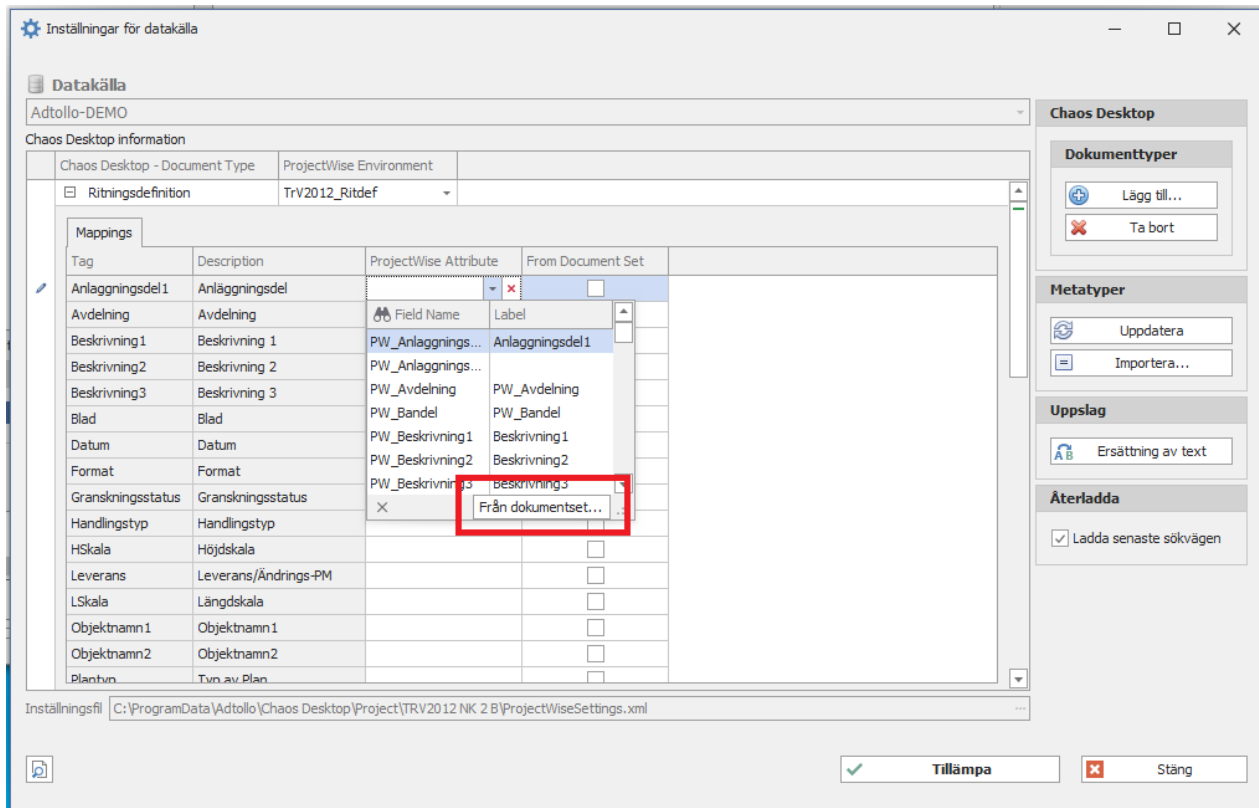 Inställningar för datakälla
Datakälla
Adtollo-DEMO
Chaos Desktop information
Chaos Desktop - Document Type ProjectWise Environment
Ritningsdefinition TrV2012_Ritdef
Mappings
Tag Description ProjectWise Attribute From Document Set
Anlaggningsdel1 Anläggningsdel
Avdelning Avdelning
Beskrivning1 Beskrivning 1
Beskrivning2 Beskrivning 2
Beskrivning3 Beskrivning 3
Blad Blad
Datum Datum
Format Format
Granskningsstatus Granskningsstatus
Handlingstyp Handlingstyp
HSkala Höjdskala
Leverans Leverans/Ändrings-PM
LSkala Längdskala
Objektnamn1 Objektnamn1
Objektnamn2 Objektnamn2
Plantyp Typ av Plan
Field Name Label
PW_Anlaggnings... Anlaggningsdel1
PW_Anlaggnings...
PW_Avdelning PW_Avdelning
PW_Bandel PW_Bandel
PW_Beskrivning1 Beskrivning1
PW_Beskrivning2 Beskrivning2
PW_Beskrivning3 Beskrivning3
Från dokumentset...
Inställningsfil C:\ProgramData\Adtollo\Chaos Desktop\Project\TRV2012 NK 2 B\ProjectWiseSettings.xml
Chaos Desktop
Dokumenttyper
Lägg till...
Ta bort
Metatyper
Uppdatera
Importera...
Uppslag
Ersättning av text
Återladda
Ladda senaste sökvägen
Tillämpa
Stäng